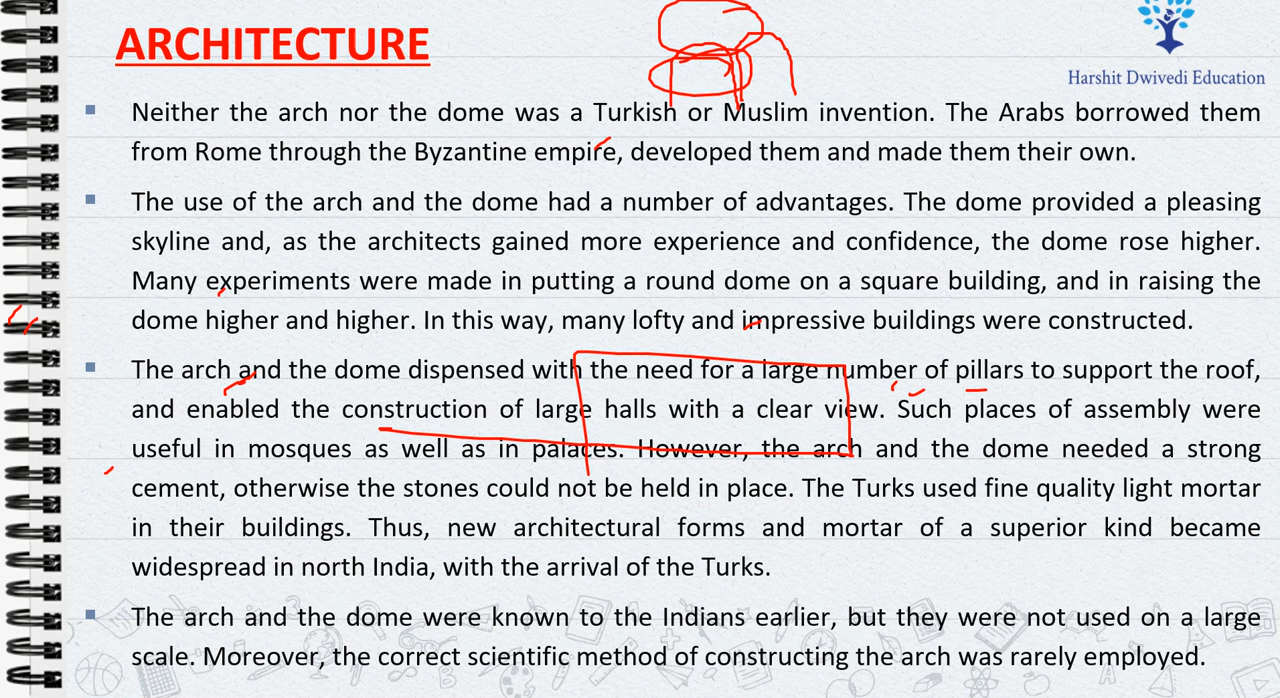 ARCHITECTURE
Harshit Dwivedi Education
Neither the arch nor the dome was a Turkish or Muslim invention. The Arabs borrowed them
from Rome through the Byzantine empire, developed them and made them their own.
The use of the arch and the dome had a number of advantages. The dome provided a pleasing
skyline and, as the architects gained more experience and confidence, the dome rose higher.
Many experiments were made in putting a round dome on a square building, and in raising the
dome higher and higher. In this way, many lofty and impressive buildings were constructed.
The arch and the dome dispensed with the need for a large number of pillars to support the roof,
and enabled the construction of large halls with a clear view. Such places of assembly were
useful in mosques as well as in palaces. However, the arch and the dome needed a strong
cement, otherwise the stones could not be held in place. The Turks used fine quality light mortar
in their buildings. Thus, new architectural forms and mortar of a superior kind became
widespread in north India, with the arrival of the Turks.
The arch and the dome were known to the Indians earlier, but they were not used on a large
scale. Moreover, the correct scientific method of constructing the arch was rarely employed.